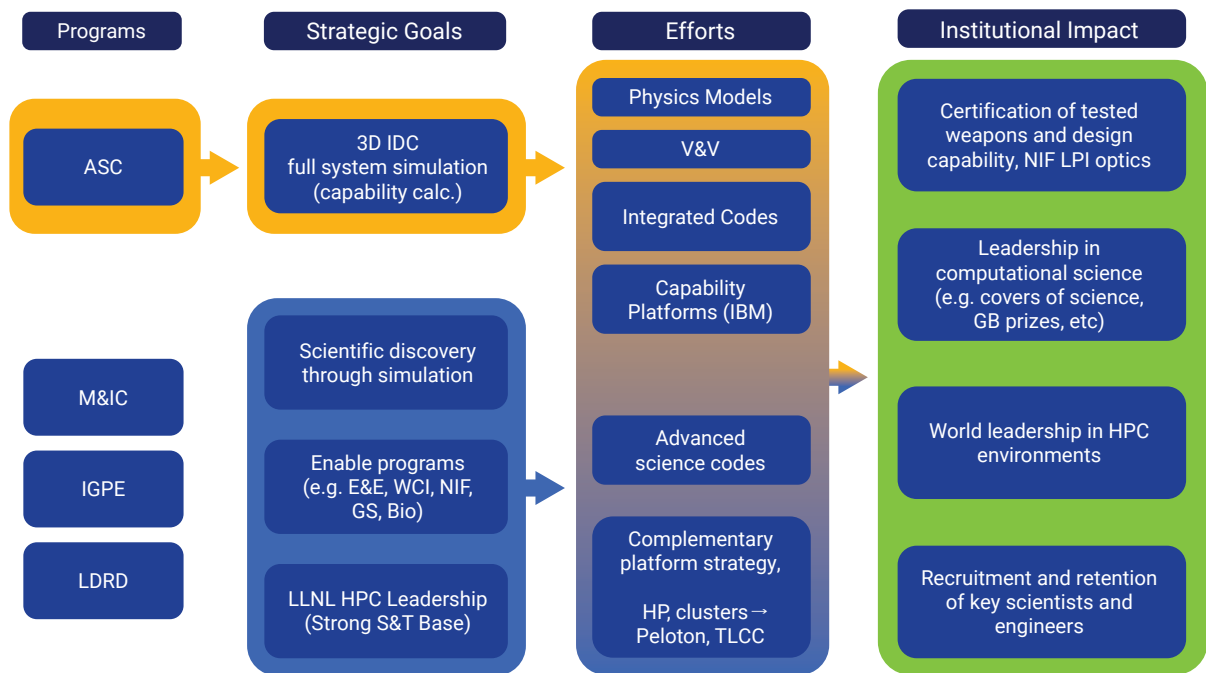 Programs
ASC
M&IC
IGPE
LDRD
Strategic Goals
3D IDC
full system simulation
(capability calc.)
Scientific discovery
through simulation
Enable programs
(e.g. E&E, WCI, NIF,
GS, Bio)
LLNL HPC Leadership
(Strong S&T Base)
Efforts
Physics Models
V&V
Integrated Codes
Capability
Platforms (IBM)
Advanced
science codes
Complementary
platform strategy,
HP, clusters→
Peloton, TLCC
Institutional Impact
Certification of tested
weapons and design
capability, NIF LPI optics
Leadership in
computational science
(e.g. covers of science,
GB prizes, etc)
World leadership in HPC
environments
Recruitment and retention
of key scientists and
engineers